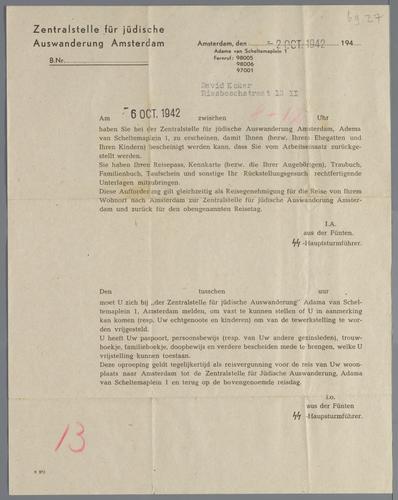 69.27
Zentralstelle für jüdische
Auswanderung Amsterdam
B.Nr.
Amsterdam, den 2 OCT. 1942 194
Adama van Scheltemaplein 1
Fernruf: 98005
98006
97001
David Koker
Biesboschstraat 13 II
Am 6 OCT. 1942 zwischen Uhr
haben Sie bei der Zentralstelle für jüdische Auswanderung Amsterdam, Adema
van Scheltemaplein 1, zu erscheinen, damit Ihnen (bezw. Ihrem Ehegatten und
Ihren Kindern) bescheinigt werden kann, dass Sie vom Arbeitseinsatz zurückge-
stellt werden.
Sie haben Ihren Reisepass, Kennkarte (bezw. die Ihrer Angehörigen), Traubuch,
Familienbuch, Taufschein und sonstige Ihr Rückstellungsgesuch rechtfertigende
Unterlagen mitzubringen.
Diese Aufforderung gilt gleichzeitig als Reisegenehmigung für die Reise von Ihrem
Wohnort nach Amsterdam zur Zentralstelle für jüdische Auswanderung Amster-
dam und zurück für den obengenannten Reisetag.
I.A.
aus der Fünten.
SS-Hauptsturmführer.
Den tusschen uur
moet U zich bij „der Zentralstelle für jüdische Auswanderung" Adama van Schel-
temaplein 1, Amsterdam melden, om vast te kunnen stellen of U in aanmerking
kan komen (resp. Uw echtgenoote en kinderen) om van de tewerkstelling te wor-
den vrijgesteld.
U heeft Uw paspoort, persoonsbewijs (resp. van Uw andere gezinsleden), trouw-
boekje, familieboekje, doopbewijs en verdere bescheiden mede te brengen, welke U
vrijstelling kunnen toestaan.
Deze oproeping geldt tegelijkertijd als reisvergunning voor de reis van Uw woon-
plaats naar Amsterdam tot de Zentralstelle für Jüdische Auswanderung, Adama
van Scheltemaplein 1 en terug op de bovengenoemde reisdag.
i.o.
aus der Fünten
SS-Hauptsturmführer.
13